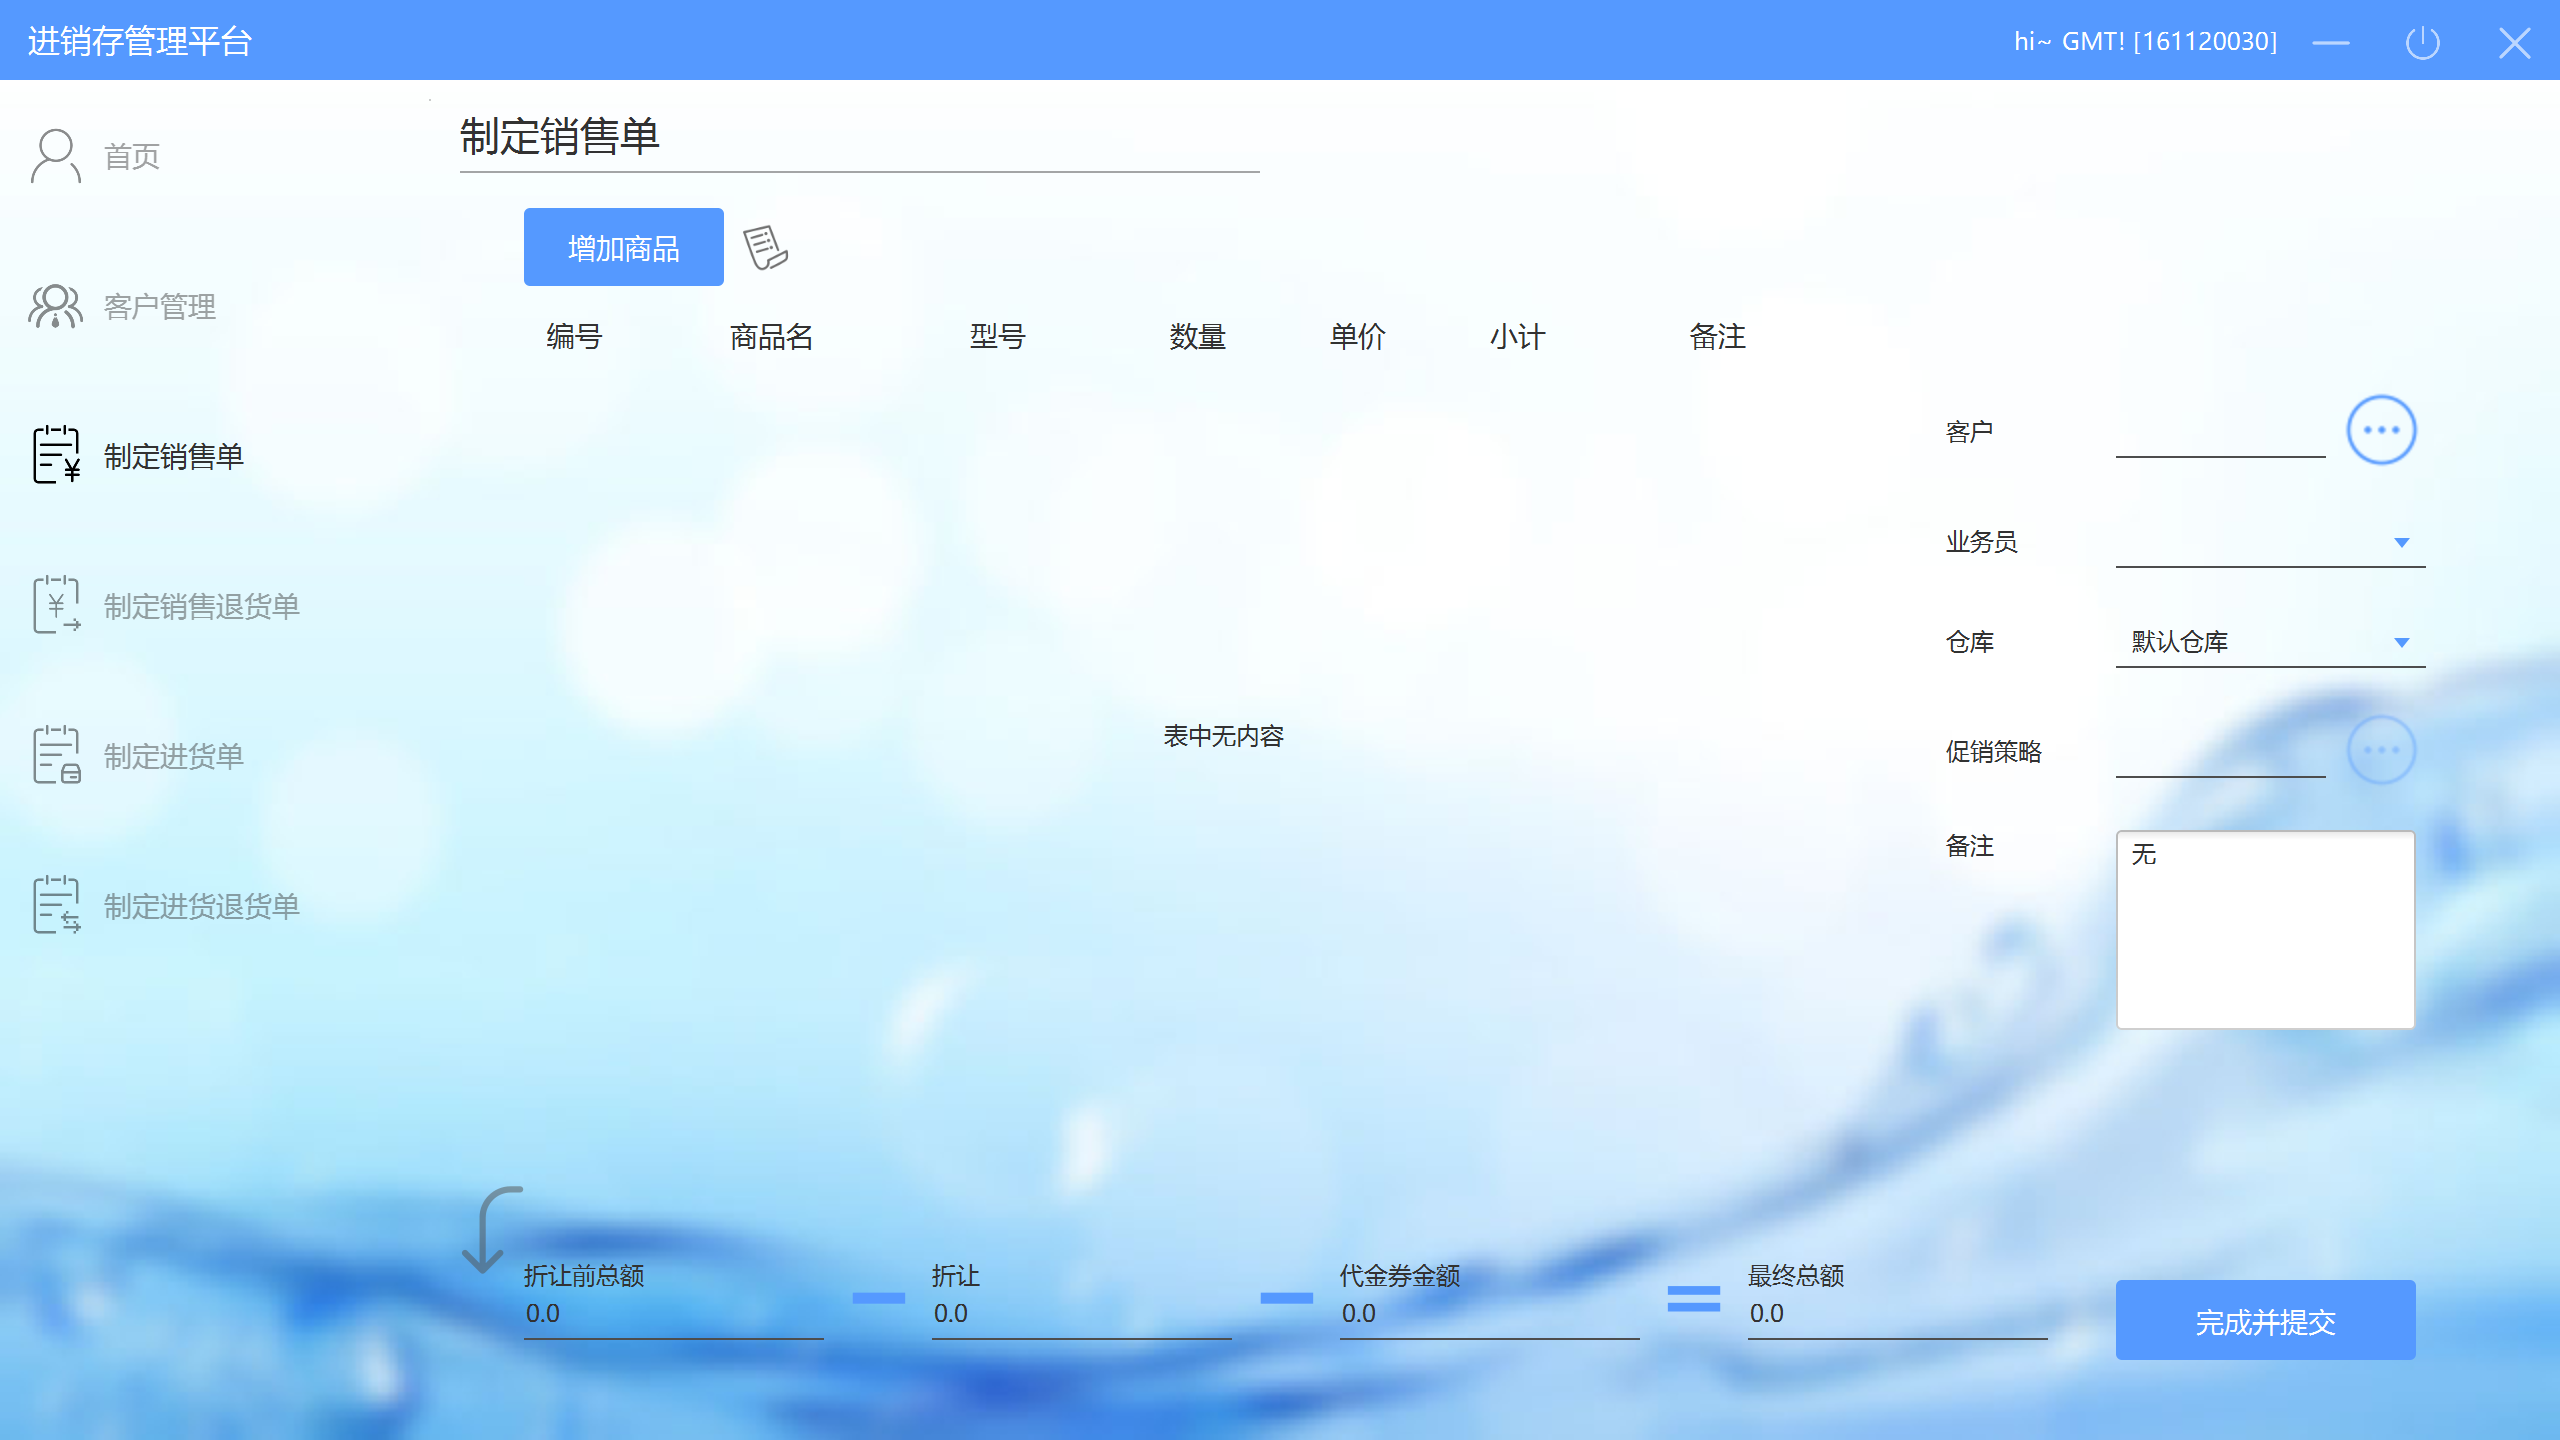 进销存管理平台
hi~ GMT! [161120030]
首页
客户管理
制定销售单
制定销售退货单
制定进货单
制定进货退货单
制定销售单
增加商品
编号 商品名 型号 数量 单价 小计 备注
表中无内容
客户
业务员
仓库 默认仓库
促销策略
备注 无
折让前总额 折让 代金券金额 最终总额
0.0 0.0 0.0 0.0
完成并提交